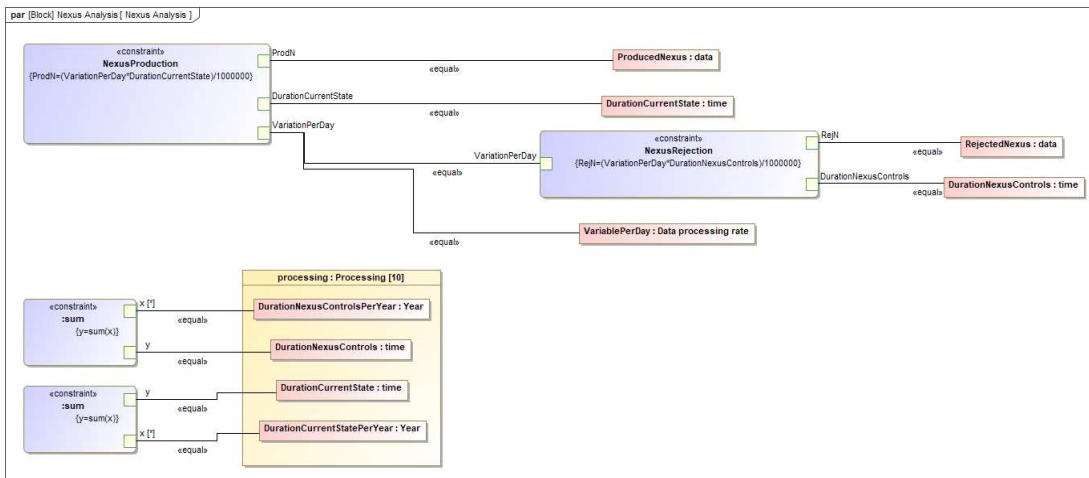 par [Block] Nexus Analysis [ Nexus Analysis ]
«constraint»
NexusProduction
{ProdN=(VariationPerDay*DurationCurrentState)/1000000}
ProdN
«equal»
ProducedNexus : data
DurationCurrentState
«equal»
DurationCurrentState : time
VariationPerDay
VariationPerDay
«equal»
«constraint»
NexusRejection
{RejN=(VariationPerDay*DurationNexusControls)/1000000}
RejN
«equal»
RejectedNexus : data
DurationNexusControls
«equal»
DurationNexusControls : time
«equal»
VariablePerDay : Data processing rate
processing : Processing [10]
«constraint»
:sum
{y=sum(x)}
x [*]
«equal»
DurationNexusControlsPerYear : Year
y
«equal»
DurationNexusControls : time
«constraint»
:sum
{y=sum(x)}
y
«equal»
DurationCurrentState : time
x [*]
«equal»
DurationCurrentStatePerYear : Year